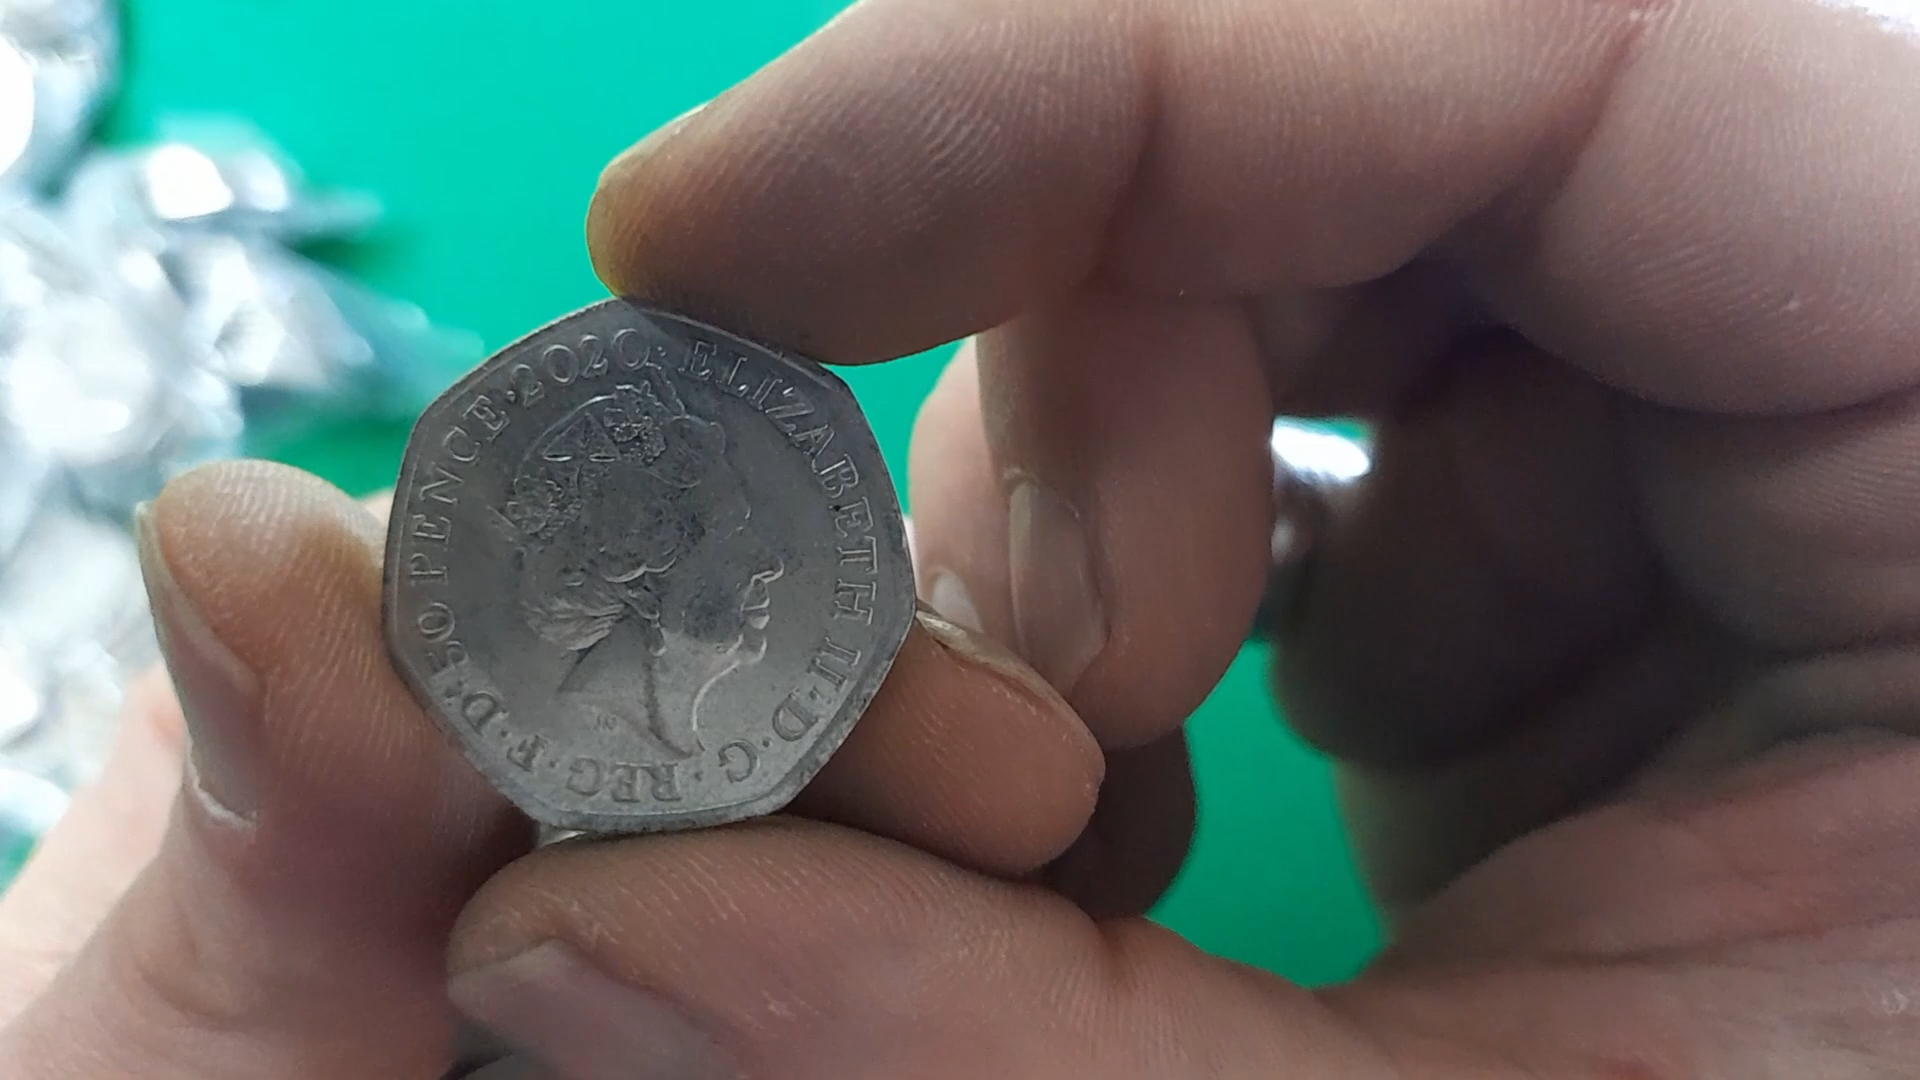 ELIZABETH II · D · G · REG · F · D · 50 PENCE · 2020 ·